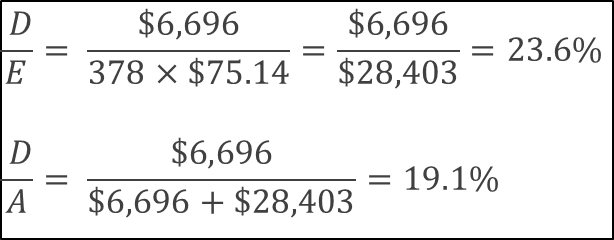 D/E = $6,696 / 378 × $75.14 = $6,696 / $28,403 = 23.6%
D/A = $6,696 / $6,696 + $28,403 = 19.1%